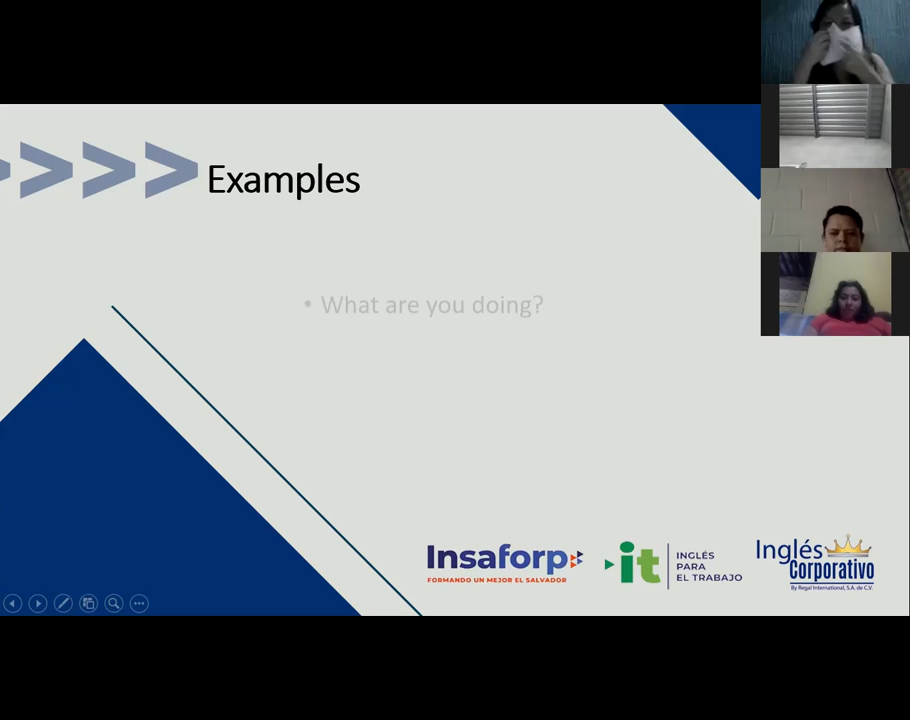 Examples
• What are you doing?
Insaforp
FORMANDO UN MEJOR EL SALVADOR
it
INGLÉS
PARA
EL TRABAJO
Inglés
Corporativo
By Regal International, S.A. de C.V.